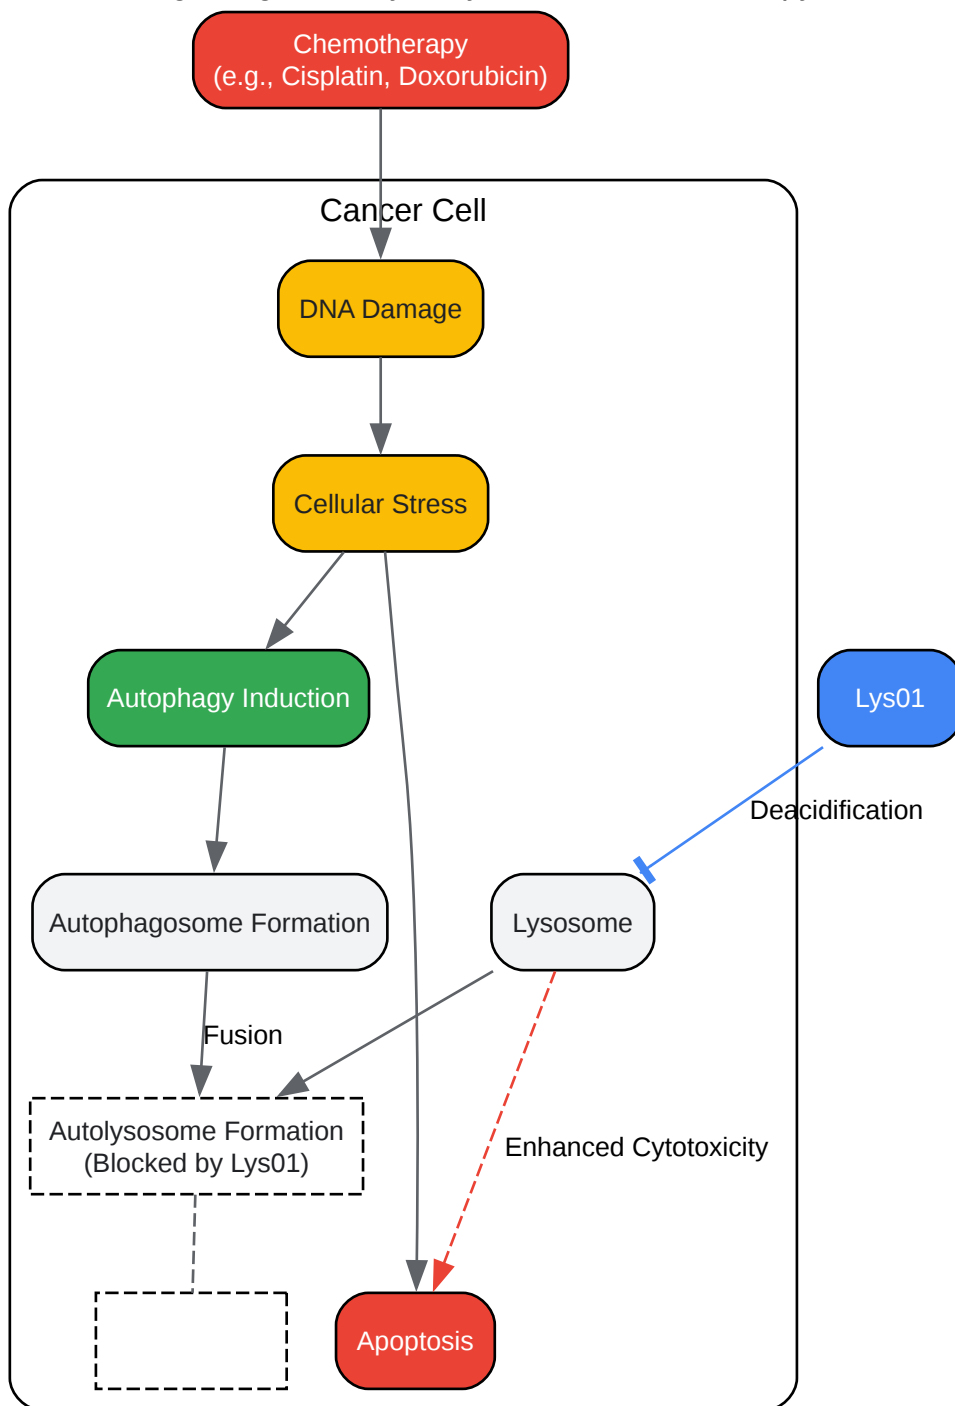 Chemotherapy
(e.g., Cisplatin, Doxorubicin)
Cancer Cell
DNA Damage
Cellular Stress
Autophagy Induction
Lys01
Deacidification
Autophagosome Formation
Lysosome
Fusion
Autolysosome Formation
(Blocked by Lys01)
Enhanced Cytotoxicity
Apoptosis